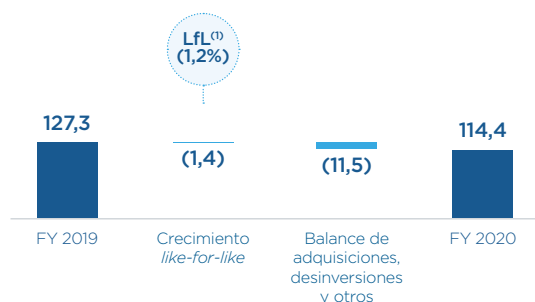 LfL(1)
(1,2%)
127,3
(1,4)
(11,5)
114,4
FY 2019
Crecimiento
like-for-like
Balance de
adquisiciones,
desinversiones
y otros
FY 2020